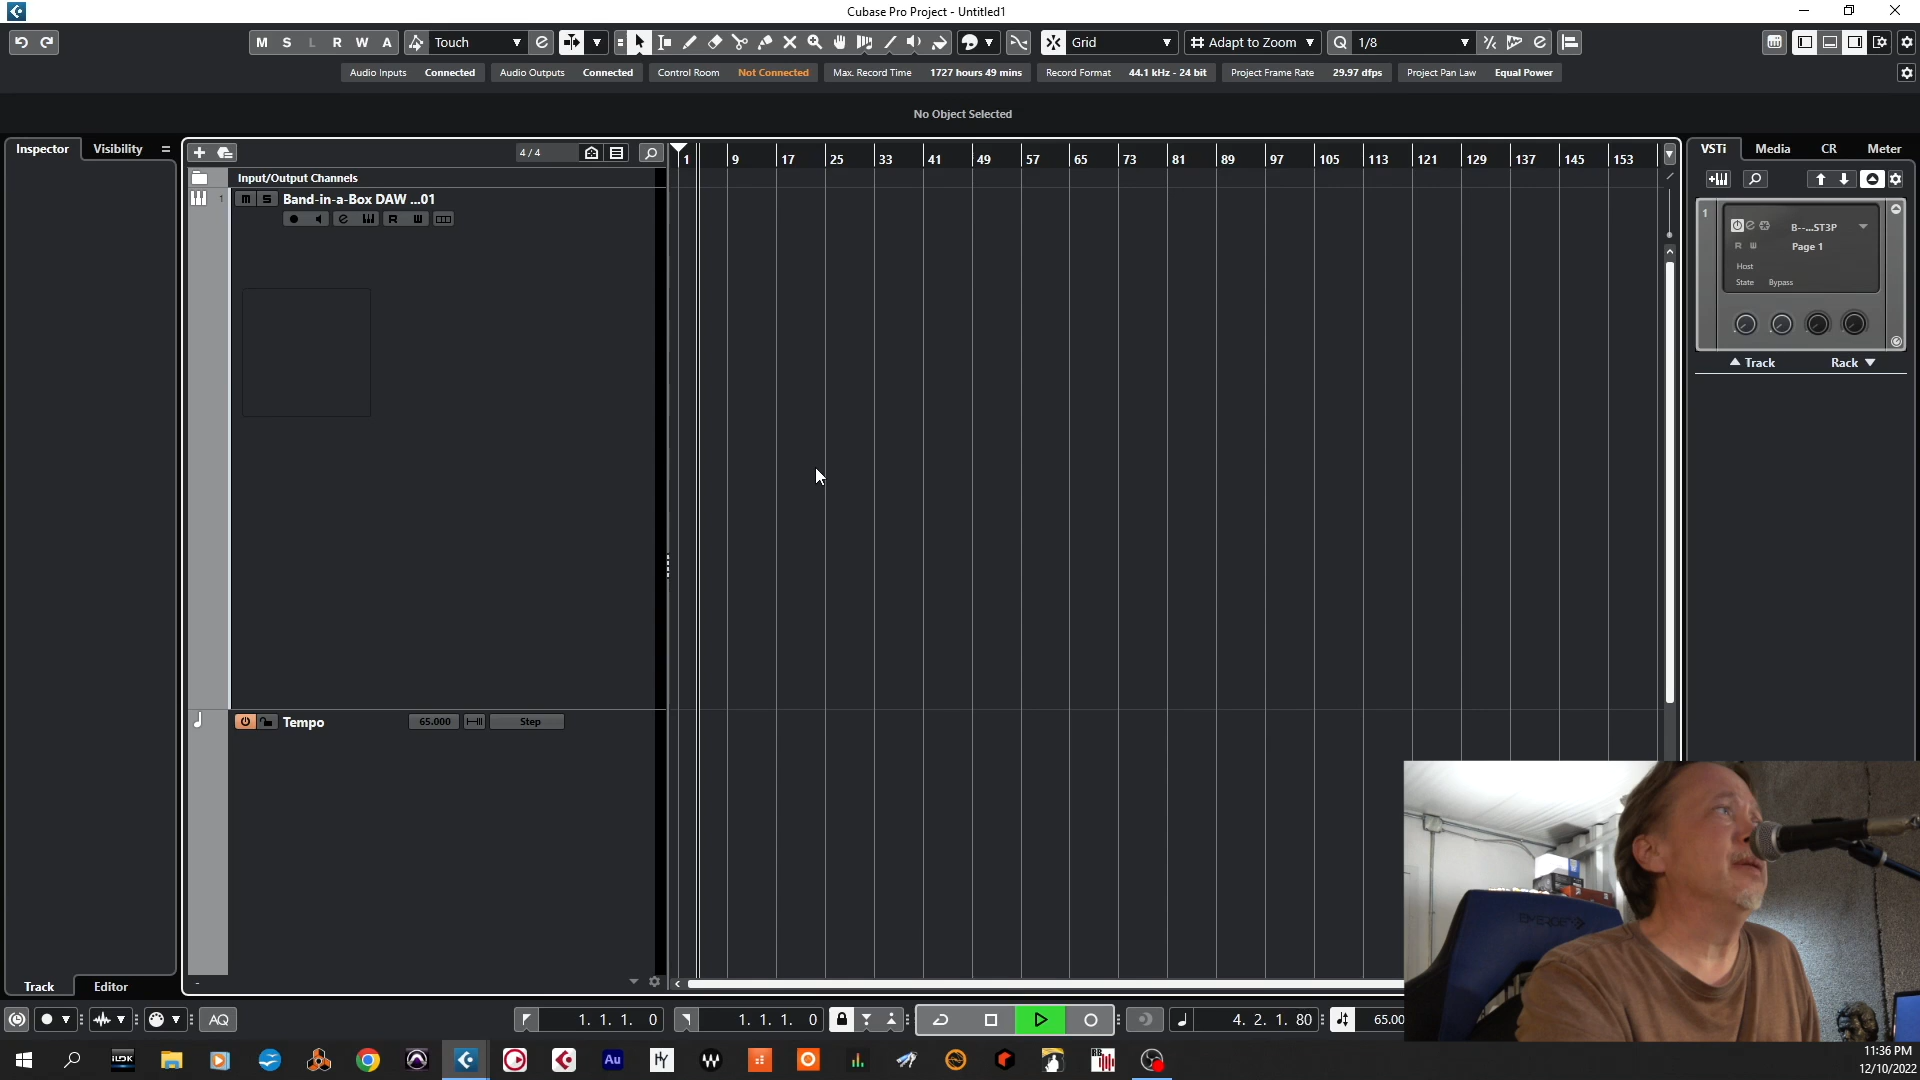 Cubase Pro Project - Untitled1
M S L R W A Touch Grid Adapt to Zoom Q 1/8
Audio Inputs Connected Audio Outputs Connected Control Room Not Connected Max. Record Time 1727 hours 49 mins Record Format 44.1 kHz - 24 bit Project Frame Rate 29.97 dfps Project Pan Law Equal Power
No Object Selected
Inspector Visibility
4/4
1 9 17 25 33 41 49 57 65 73 81 89 97 105 113 121 129 137 145 153
VSTi Media CR Meter
Input/Output Channels
1 m S Band-in-a-Box DAW ...01
e R W
1 B--...ST3P
R W Page 1
Host
State Bypass
Track Rack
Tempo 65.000 Step
Track Editor
AQ 1. 1. 1. 0 1. 1. 1. 0 4. 2. 1. 80 65.00
Au HY W RB
11:36 PM
12/10/2022